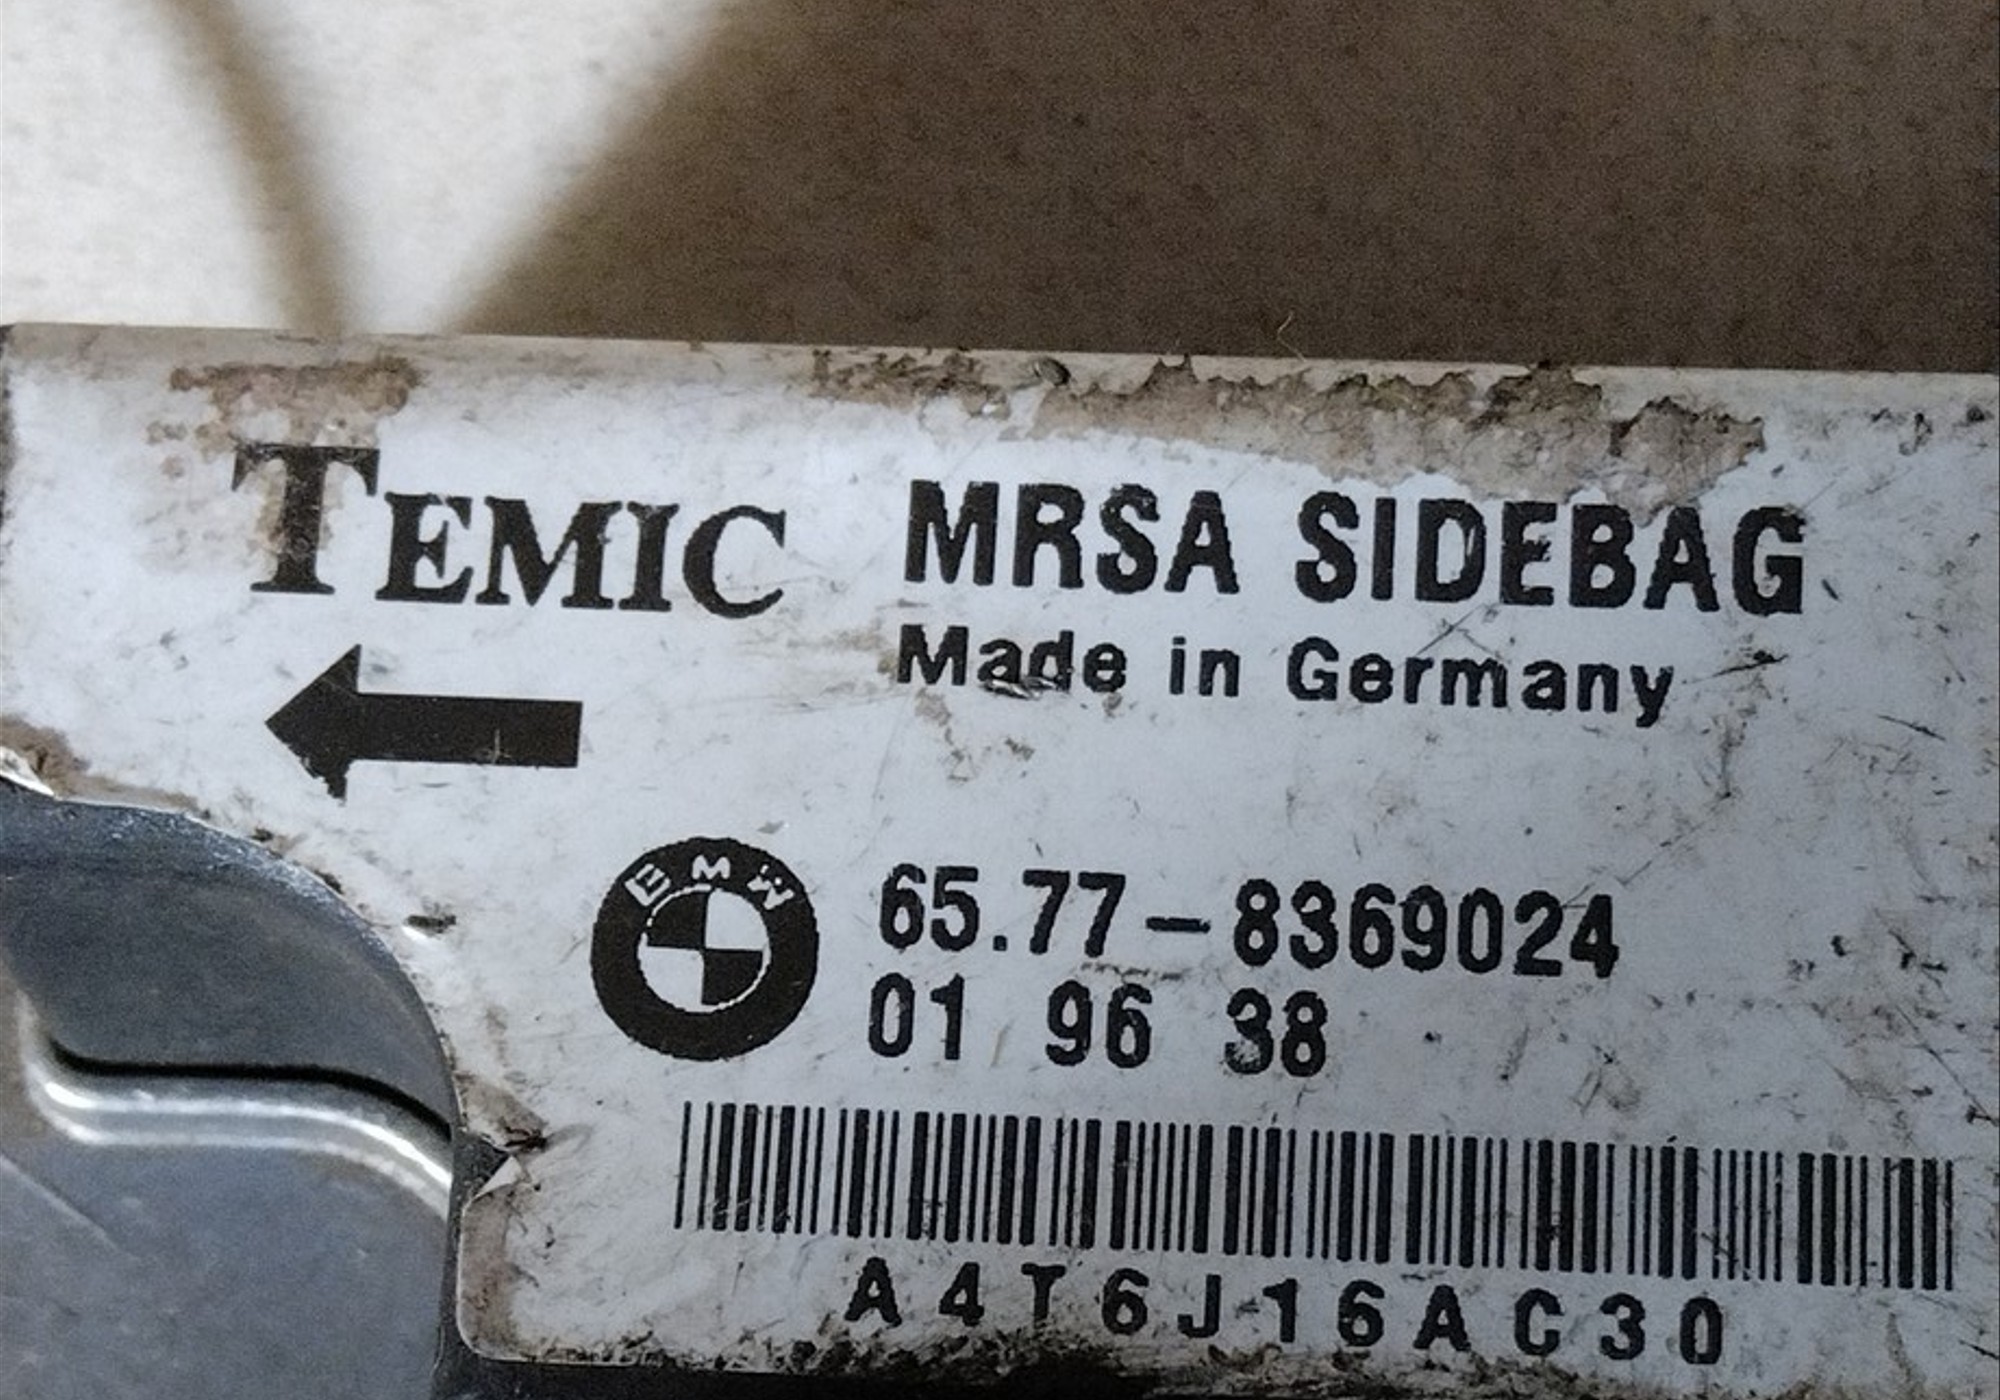 TEMIC MRSA SIDEBAG
Made in Germany
BMW 65.77-8369024
01 96 38
A4T6J16AC30